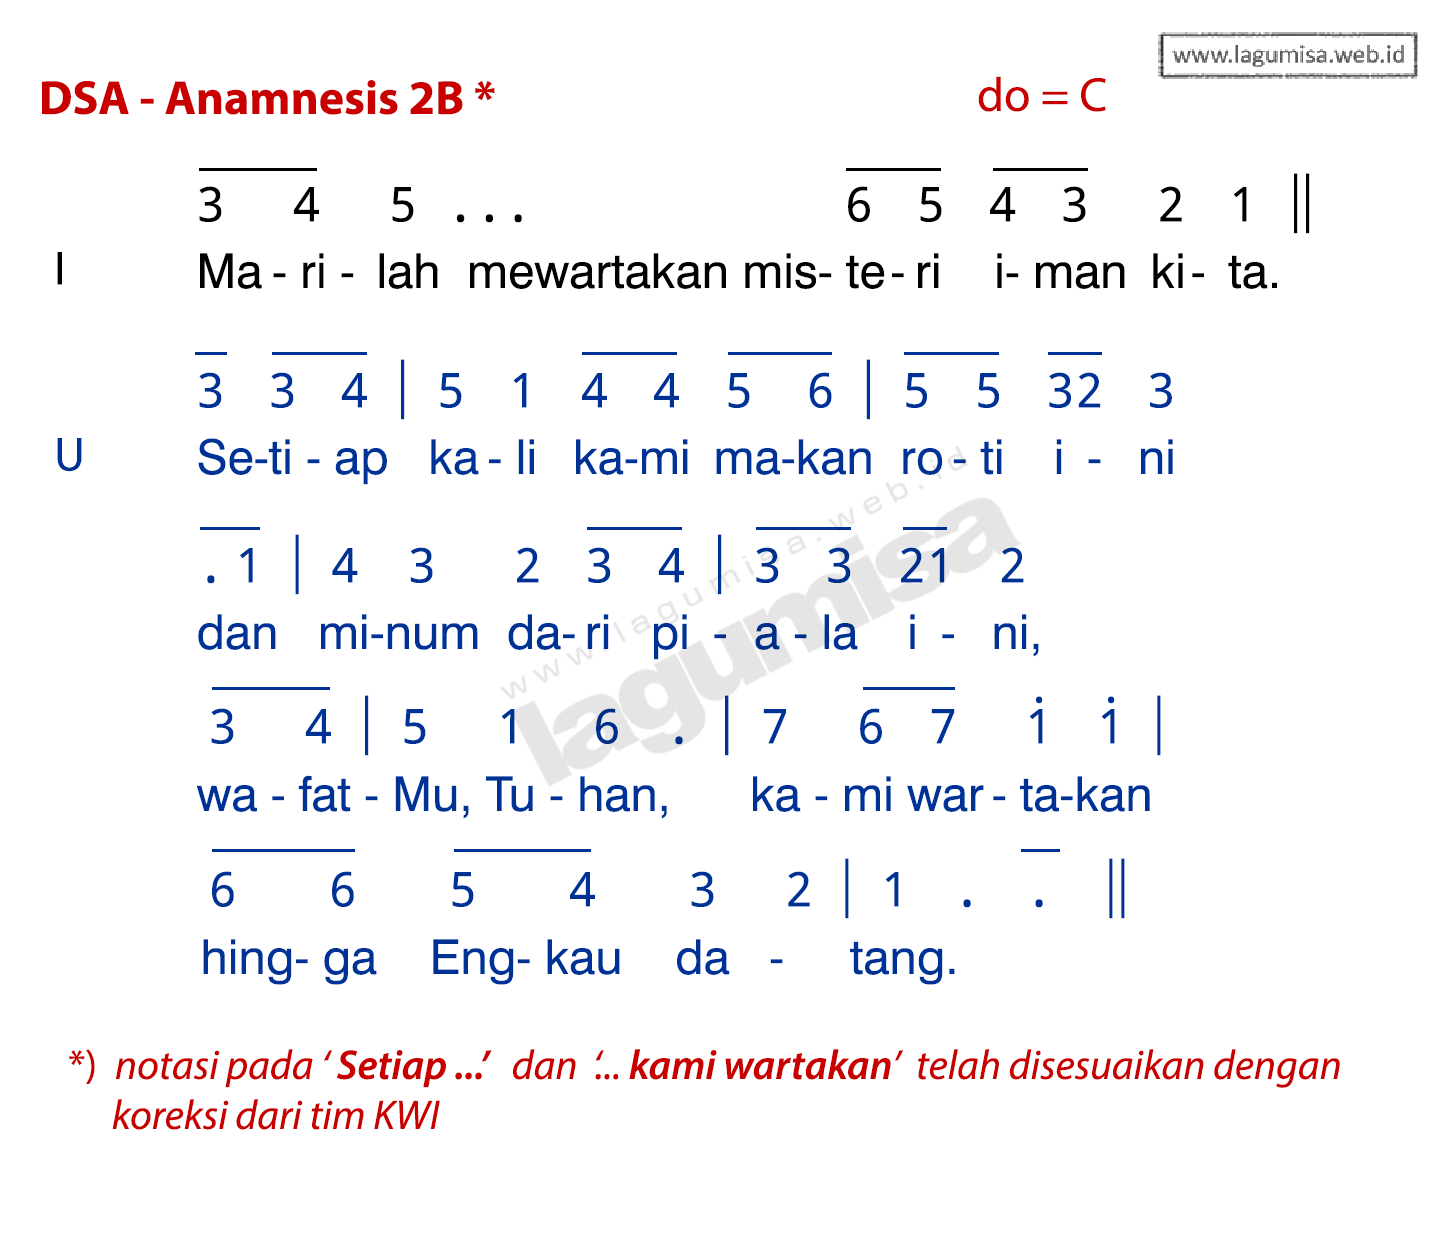 www.lagumisa.web.id
DSA - Anamnesis 2B * do = C
3 4 5 . . . 6 5 4 3 2 1 ||
I Ma - ri - lah mewartakan mis- te - ri i- man ki - ta.
3 3 4 | 5 1 4 4 5 6 | 5 5 32 3
U Se-ti - ap ka - li ka-mi ma-kan ro - ti i - ni
. 1 | 4 3 2 3 4 | 3 3 21 2
dan mi-num da- ri pi - a - la i - ni,
3 4 | 5 1 6 . | 7 6 7 1̇ 1̇ |
wa - fat - Mu, Tu - han, ka - mi war - ta-kan
6 6 5 4 3 2 | 1 . . ||
hing- ga Eng- kau da - tang.
www.lagumisa.web.id
lagumisa
*) notasi pada ‘ Setiap ...’ dan ‘... kami wartakan’ telah disesuaikan dengan
koreksi dari tim KWI